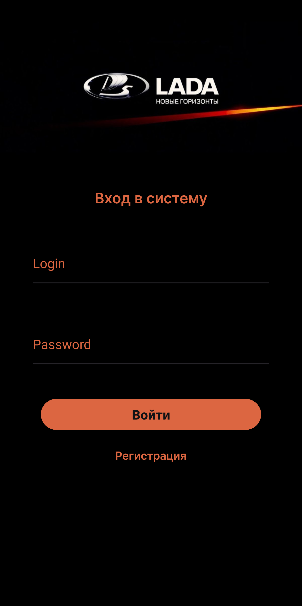 LADA
НОВЫЕ ГОРИЗОНТЫ
Вход в систему
Login
Password
Войти
Регистрация